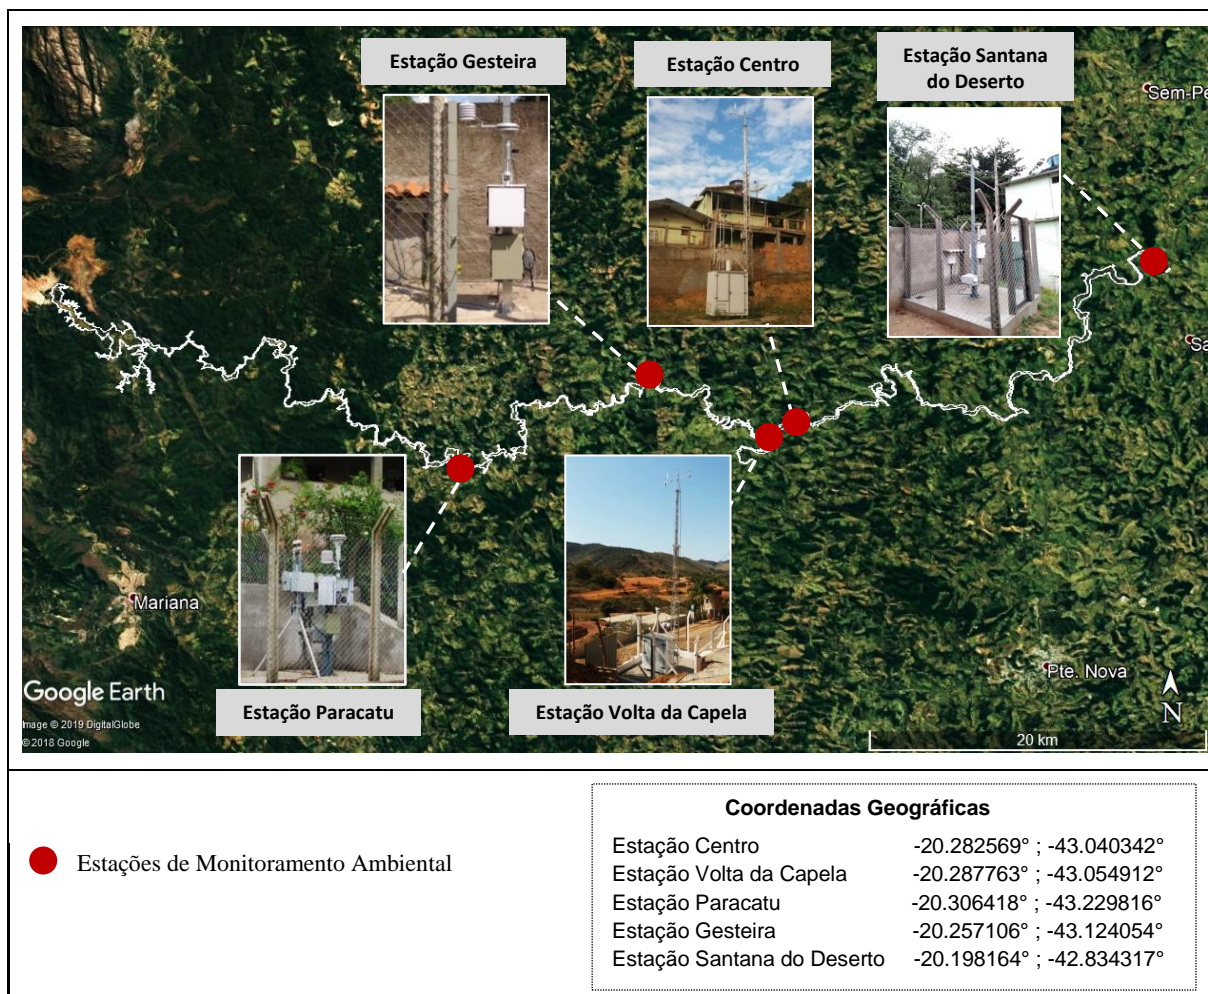 Estação Gesteira
Estação Centro
Estação Santana
do Deserto
Sem-Pe
Sa
Mariana
Pte. Nova
Google Earth
Image © 2019 DigitalGlobe
© 2018 Google
Estação Paracatu
Estação Volta da Capela
N
20 km
Estações de Monitoramento Ambiental
Coordenadas Geográficas
Estação Centro -20.282569° ; -43.040342°
Estação Volta da Capela -20.287763° ; -43.054912°
Estação Paracatu -20.306418° ; -43.229816°
Estação Gesteira -20.257106° ; -43.124054°
Estação Santana do Deserto -20.198164° ; -42.834317°